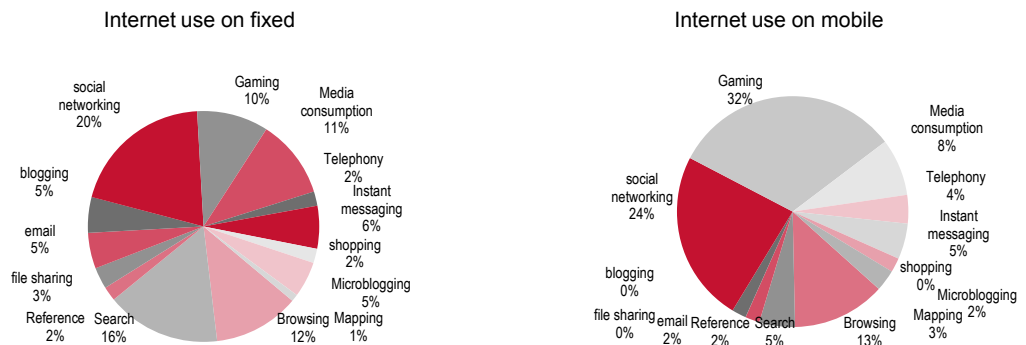 Internet use on fixed
Gaming
10%
Media
consumption
11%
Telephony
2%
Instant
messaging
6%
shopping
2%
Microblogging
5%
Mapping
1%
Browsing
12%
Search
16%
Reference
2%
file sharing
3%
email
5%
blogging
5%
social
networking
20%
Internet use on mobile
Gaming
32%
Media
consumption
8%
Telephony
4%
Instant
messaging
5%
shopping
0%
Microblogging
2%
Mapping
3%
Browsing
13%
Search
5%
Reference
2%
email
2%
file sharing
0%
blogging
0%
social
networking
24%